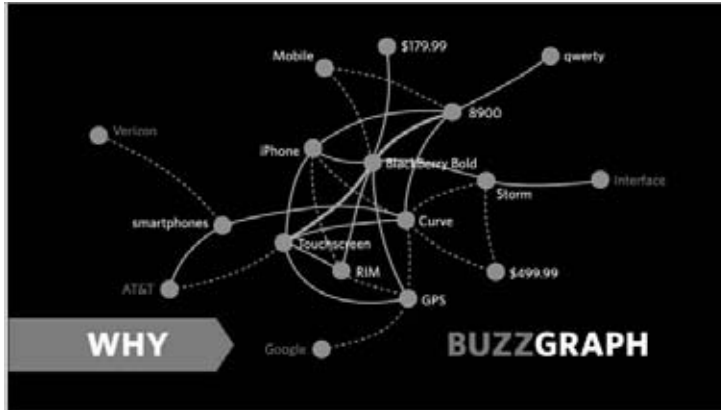 $179.99
Mobile
qwerty
8900
Verizon
iPhone
BlackBerry Bold
Interface
Storm
smartphones
Curve
Touchscreen
RIM
$499.99
AT&T
GPS
WHY
Google
BUZZGRAPH